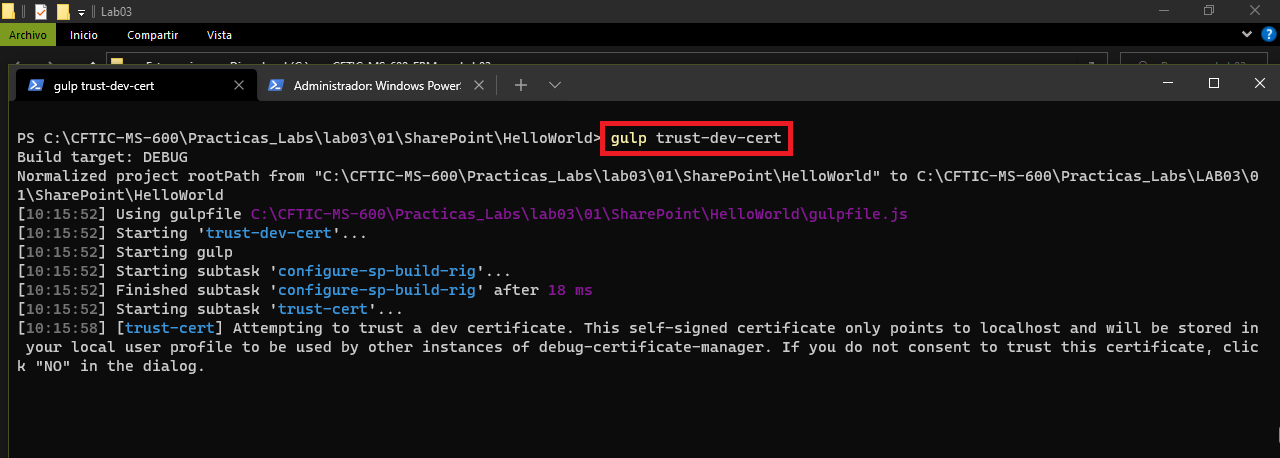 Lab03
Archivo Inicio Compartir Vista
gulp trust-dev-cert Administrador: Windows PowerS
PS C:\CFTIC-MS-600\Practicas_Labs\lab03\01\SharePoint\HelloWorld> gulp trust-dev-cert
Build target: DEBUG
Normalized project rootPath from "C:\CFTIC-MS-600\Practicas_Labs\lab03\01\SharePoint\HelloWorld" to C:\CFTIC-MS-600\Practicas_Labs\LAB03\0
1\SharePoint\HelloWorld
[10:15:52] Using gulpfile C:\CFTIC-MS-600\Practicas_Labs\lab03\01\SharePoint\HelloWorld\gulpfile.js
[10:15:52] Starting 'trust-dev-cert'...
[10:15:52] Starting gulp
[10:15:52] Starting subtask 'configure-sp-build-rig'...
[10:15:52] Finished subtask 'configure-sp-build-rig' after 18 ms
[10:15:52] Starting subtask 'trust-cert'...
[10:15:58] [trust-cert] Attempting to trust a dev certificate. This self-signed certificate only points to localhost and will be stored in
your local user profile to be used by other instances of debug-certificate-manager. If you do not consent to trust this certificate, clic
k "NO" in the dialog.